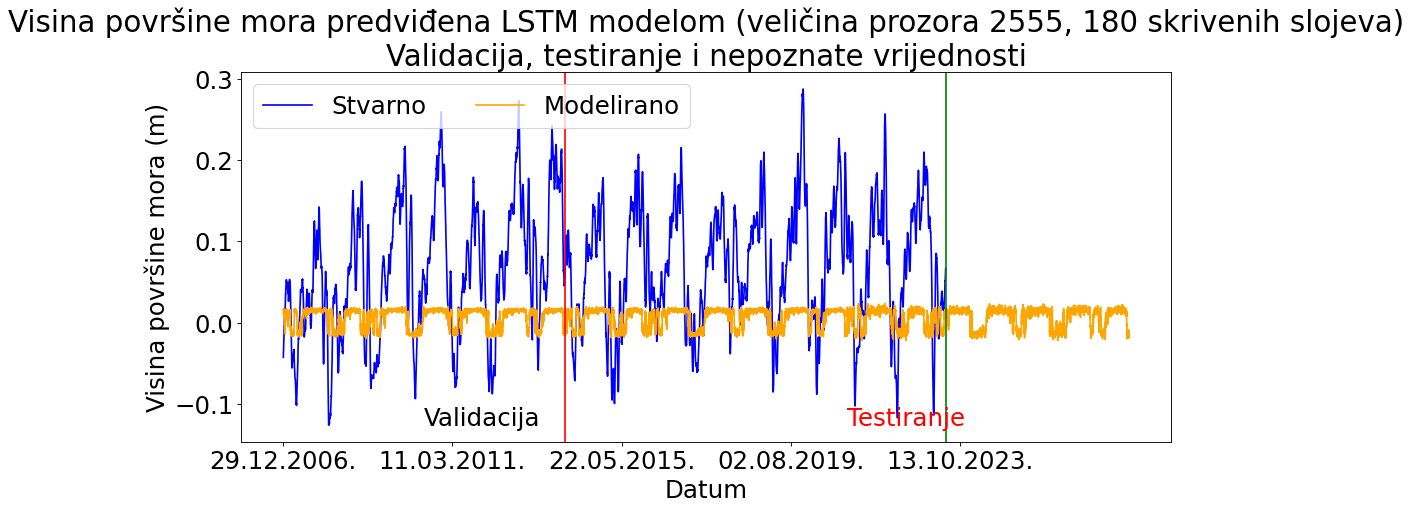 Visina površine mora predviđena LSTM modelom (veličina prozora 2555, 180 skrivenih slojeva)
Validacija, testiranje i nepoznate vrijednosti
Stvarno Modelirano
Visina površine mora (m)
0.3
0.2
0.1
0.0
−0.1
Validacija Testiranje
29.12.2006. 11.03.2011. 22.05.2015. 02.08.2019. 13.10.2023.
Datum